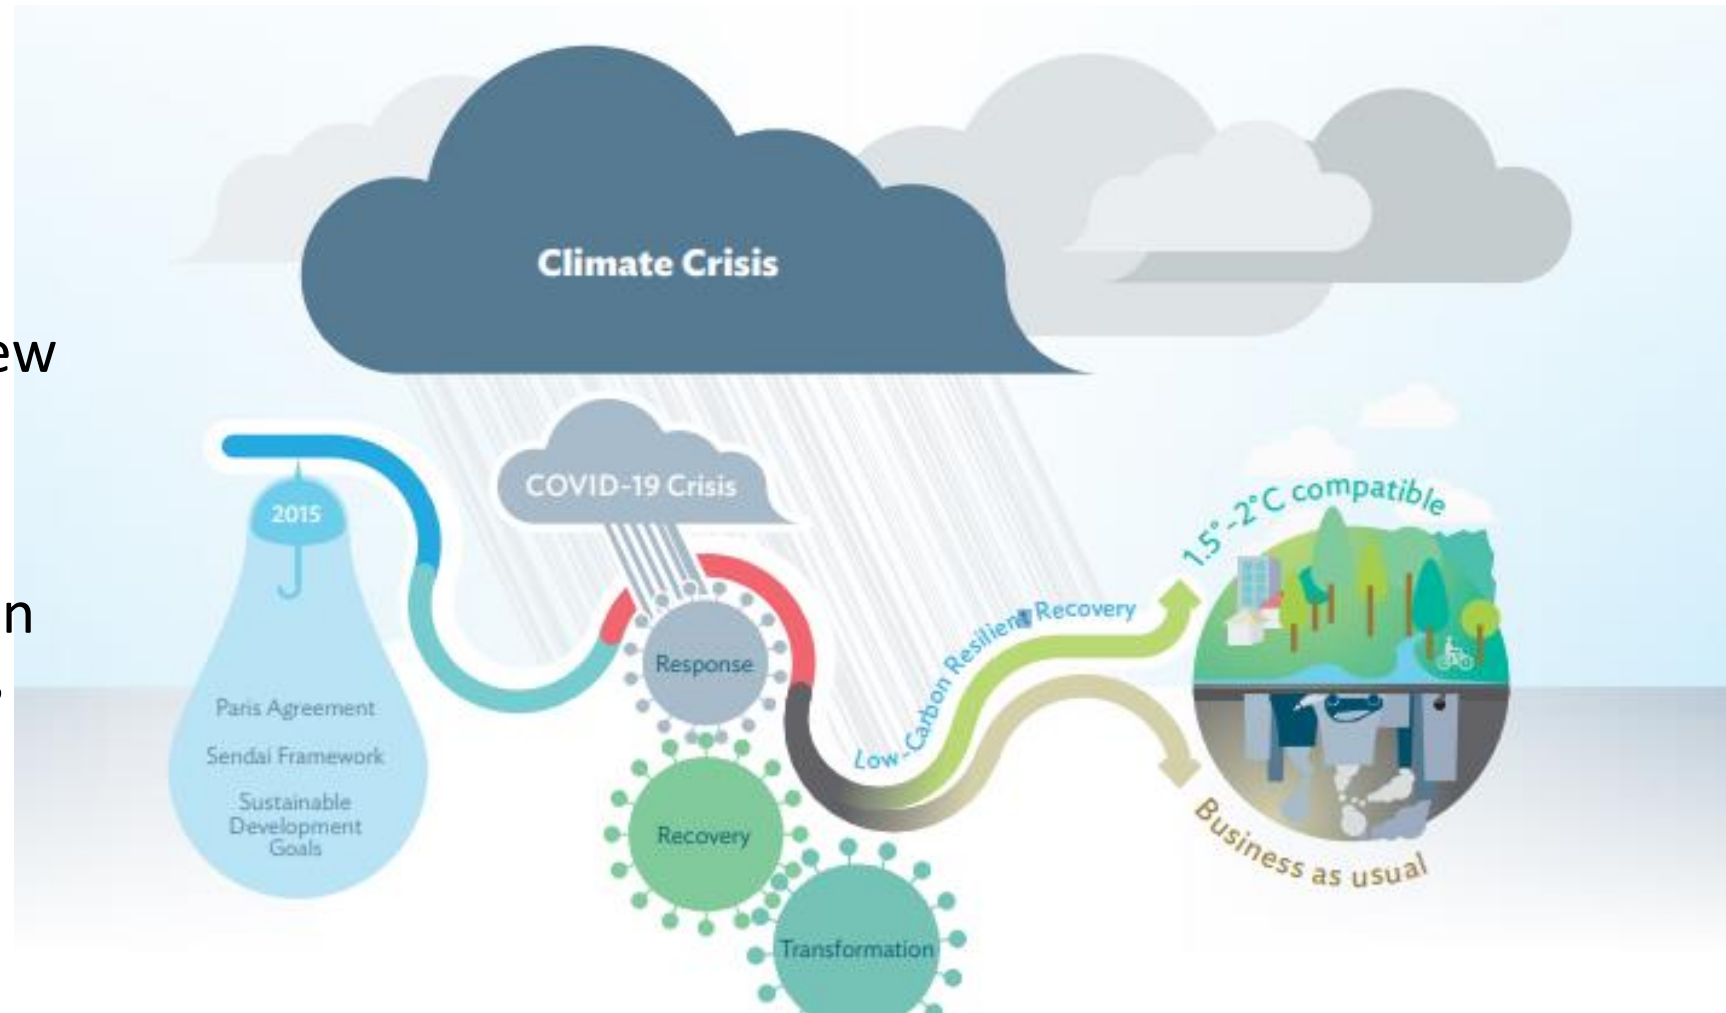 Climate Crisis
ew
COVID-19 Crisis
2015
n
Response
Paris Agreement
Sendai Framework
Sustainable
Development
Goals
Recovery
Transformation
Low-Carbon Resilient Recovery
1.5°-2°C compatible
Business as usual